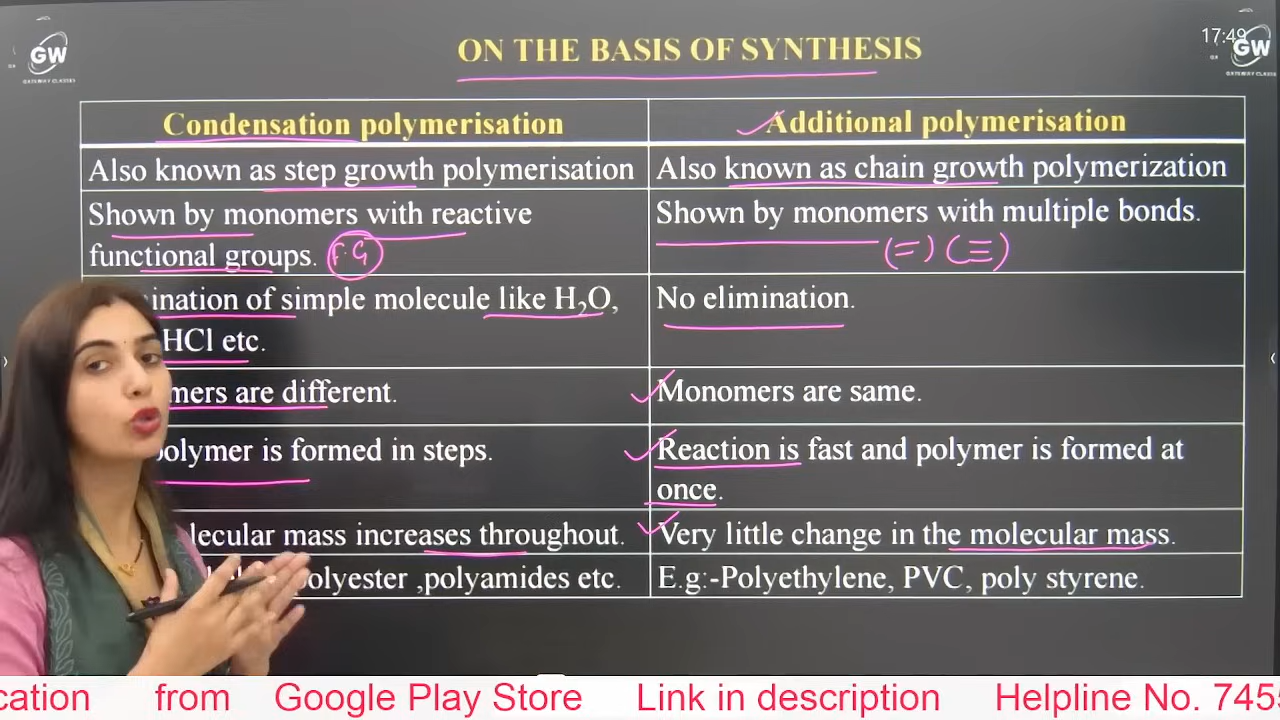 ON THE BASIS OF SYNTHESIS
17:49
GW
GATEWAY CLASSES
GW
GATEWAY CLASSES
Condensation polymerisation
Additional polymerisation
Also known as step growth polymerisation
Also known as chain growth polymerization
Shown by monomers with reactive
functional groups. F.G
Shown by monomers with multiple bonds.
(=) (≡)
ination of simple molecule like H₂O,
HCl etc.
No elimination.
mers are different.
Monomers are same.
olymer is formed in steps.
Reaction is fast and polymer is formed at
once.
lecular mass increases throughout.
Very little change in the molecular mass.
polyester ,polyamides etc.
E.g:-Polyethylene, PVC, poly styrene.
cation from Google Play Store Link in description Helpline No. 745